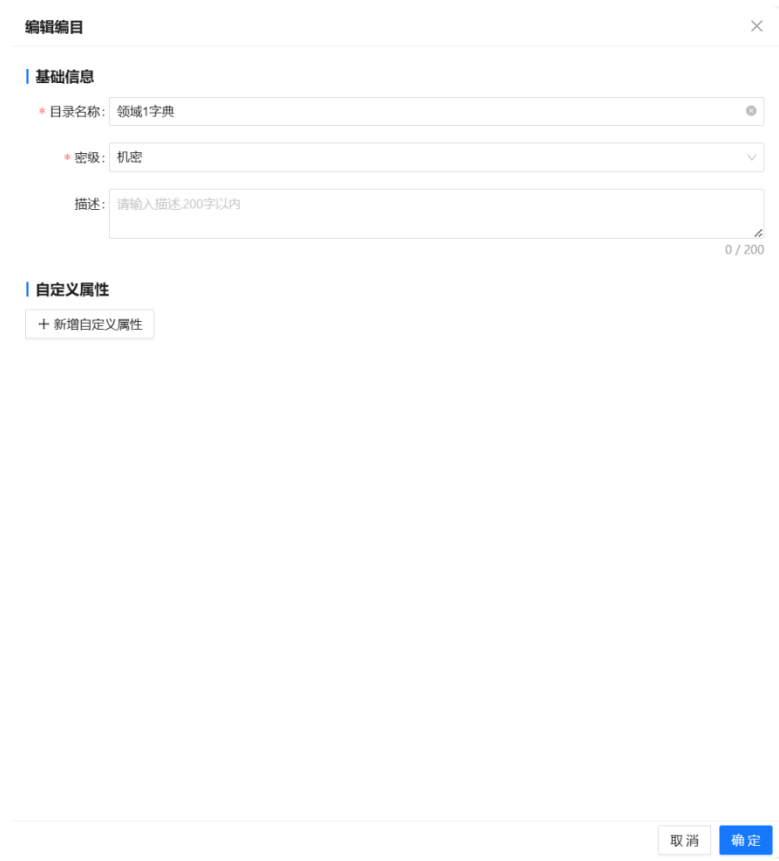 编辑编目
基础信息
* 目录名称: 领域1字典
* 密级: 机密
描述: 请输入描述,200字以内
0 / 200
自定义属性
+ 新增自定义属性
取消 确定